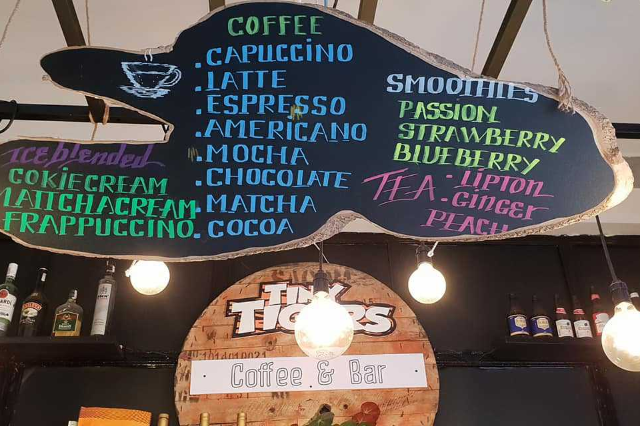 COFFEE
.CAPUCCINO
.LATTE
.ESPRESSO
.AMERICANO
.MOCHA
.CHOCOLATE
.MATCHA
.COCOA
Ice blended
COKIECREAM
MATICHACREAM
FRAPPUCCINO
SMOOTHIES
PASSION
STRAWBERRY
BLUEBERRY
TEA . LIPTON
. GINGER
PEACH
TINY
TIGERS
Coffee & Bar